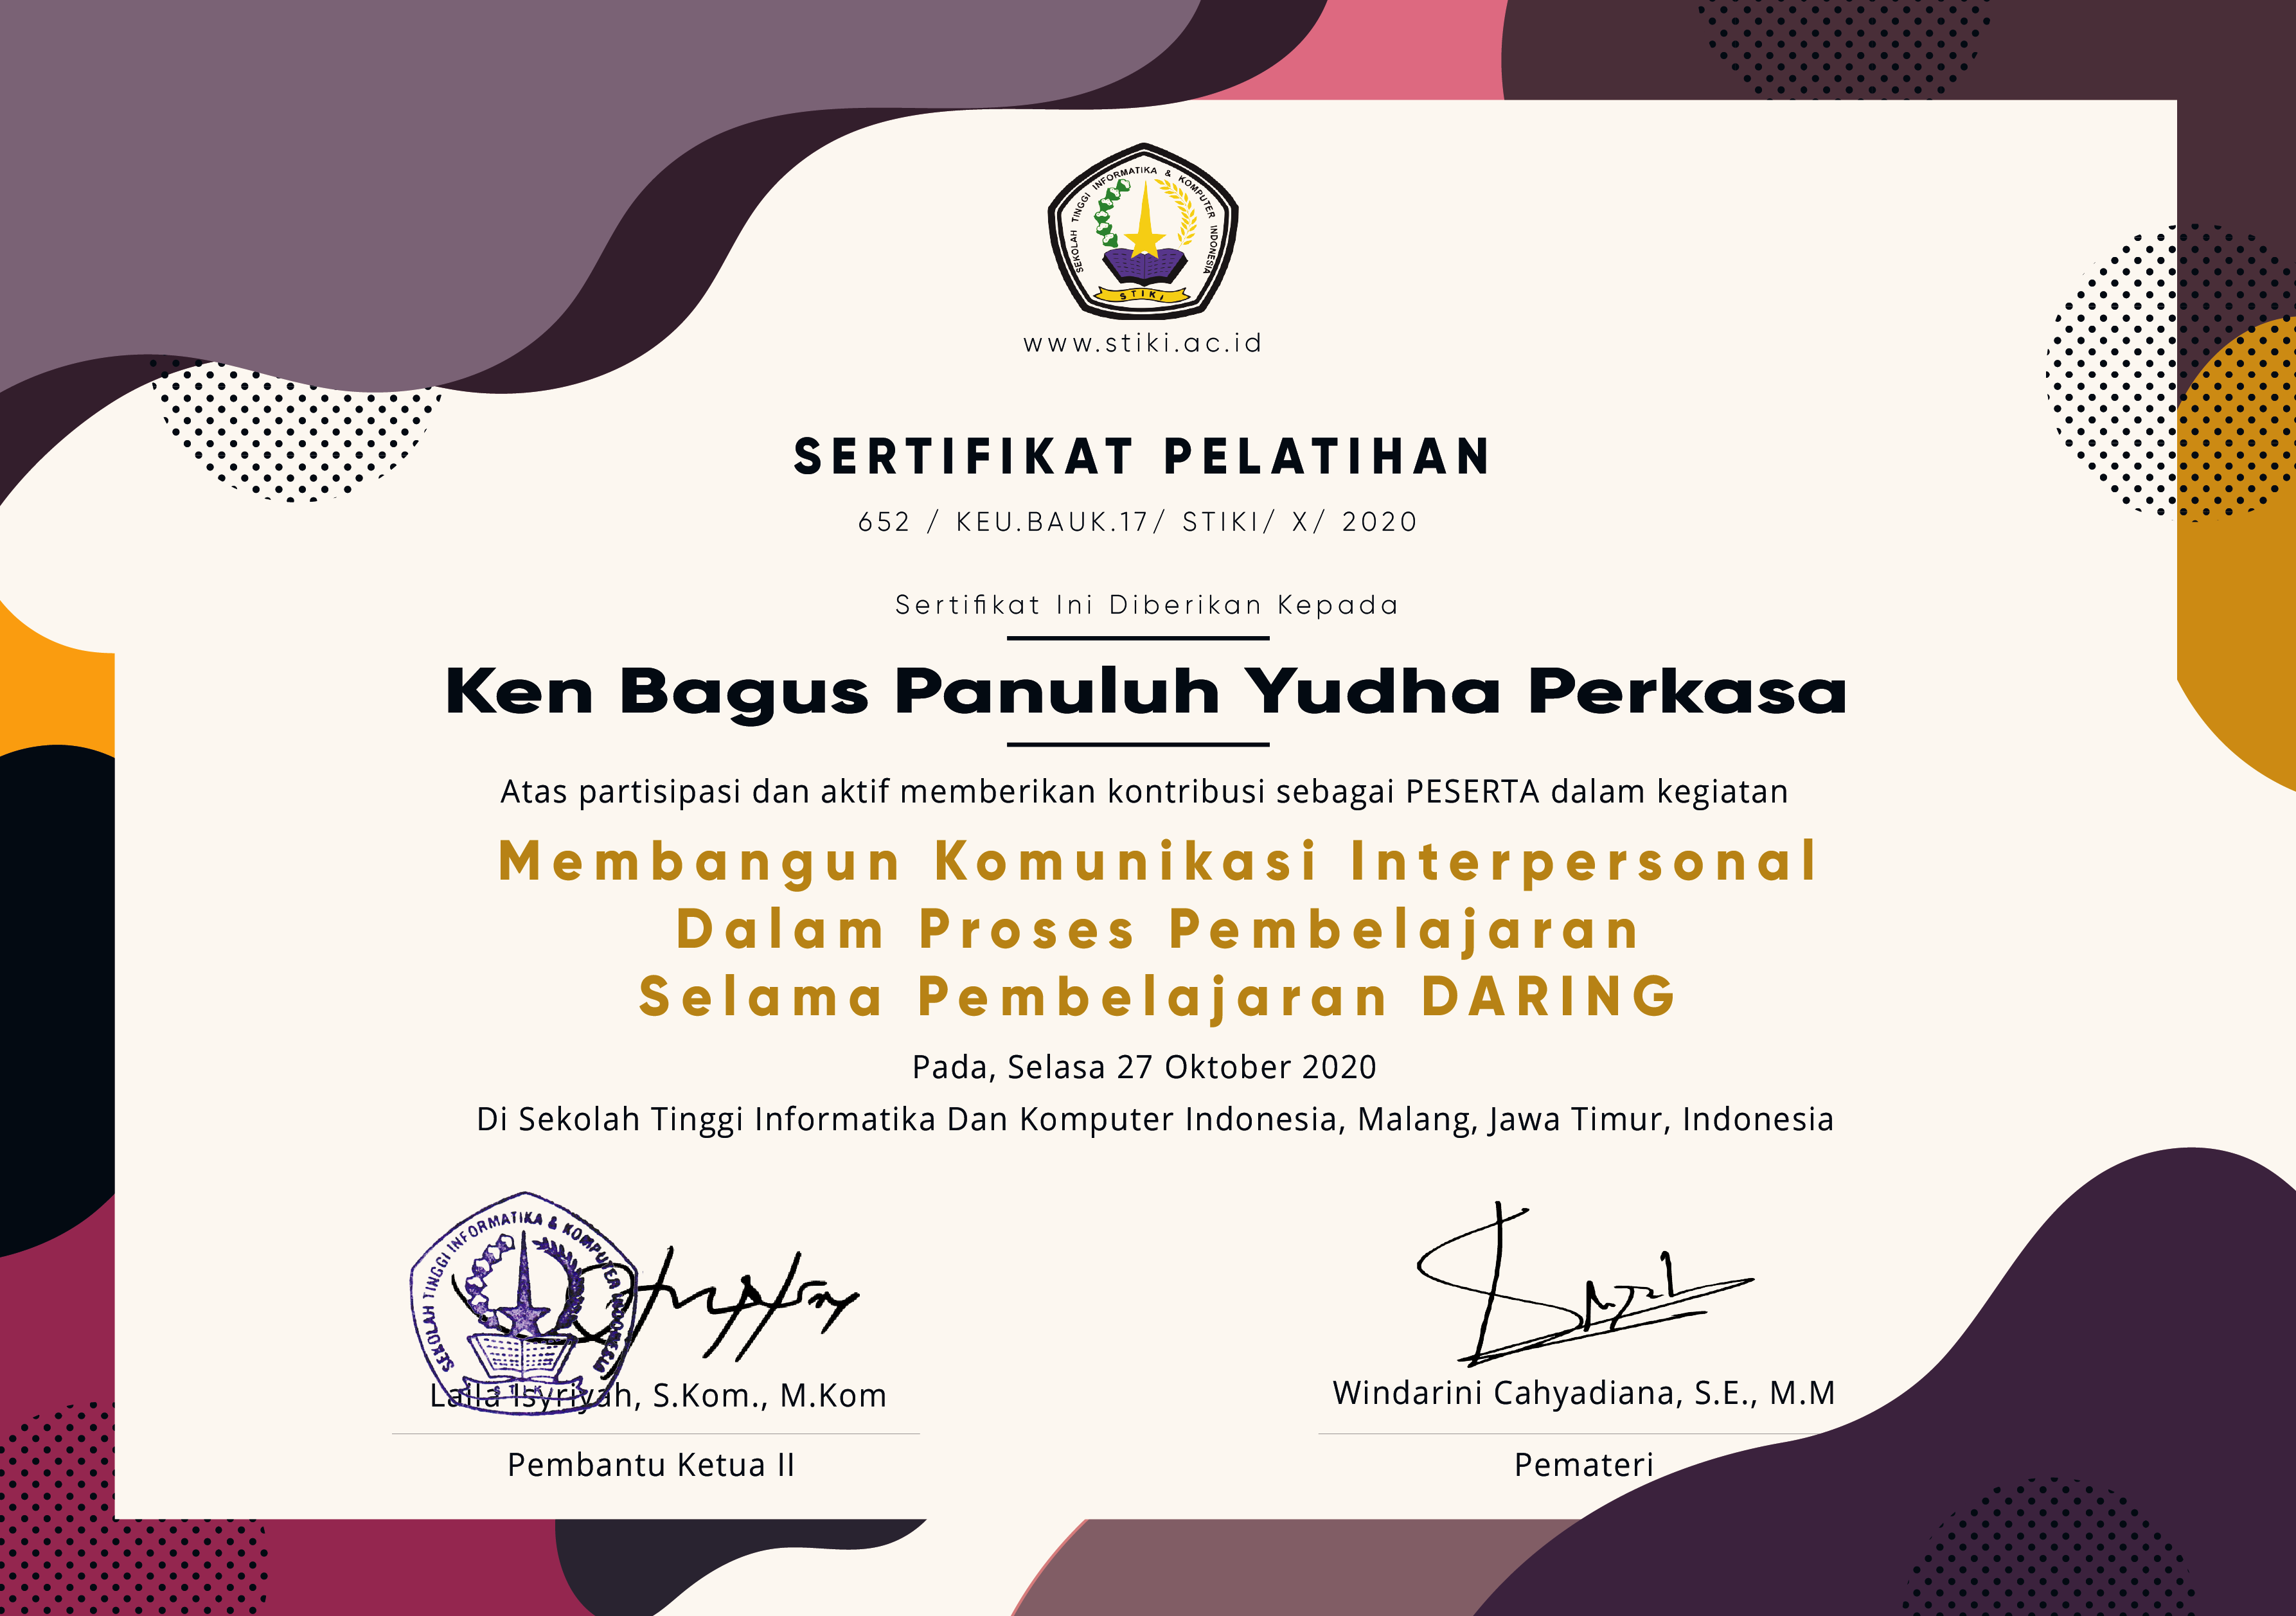 SEKOLAH TINGGI INFORMATIKA & KOMPUTER INDONESIA
STIKI
www.stiki.ac.id
SERTIFIKAT PELATIHAN
652 / KEU.BAUK.17/ STIKI/ X/ 2020
Sertifikat Ini Diberikan Kepada
Ken Bagus Panuluh Yudha Perkasa
Atas partisipasi dan aktif memberikan kontribusi sebagai PESERTA dalam kegiatan
Membangun Komunikasi Interpersonal
Dalam Proses Pembelajaran
Selama Pembelajaran DARING
Pada, Selasa 27 Oktober 2020
Di Sekolah Tinggi Informatika Dan Komputer Indonesia, Malang, Jawa Timur, Indonesia
SEKOLAH TINGGI INFORMATIKA & KOMPUTER INDONESIA
STIKI
Laila Isyriyah, S.Kom., M.Kom
Windarini Cahyadiana, S.E., M.M
Pembantu Ketua II
Pemateri